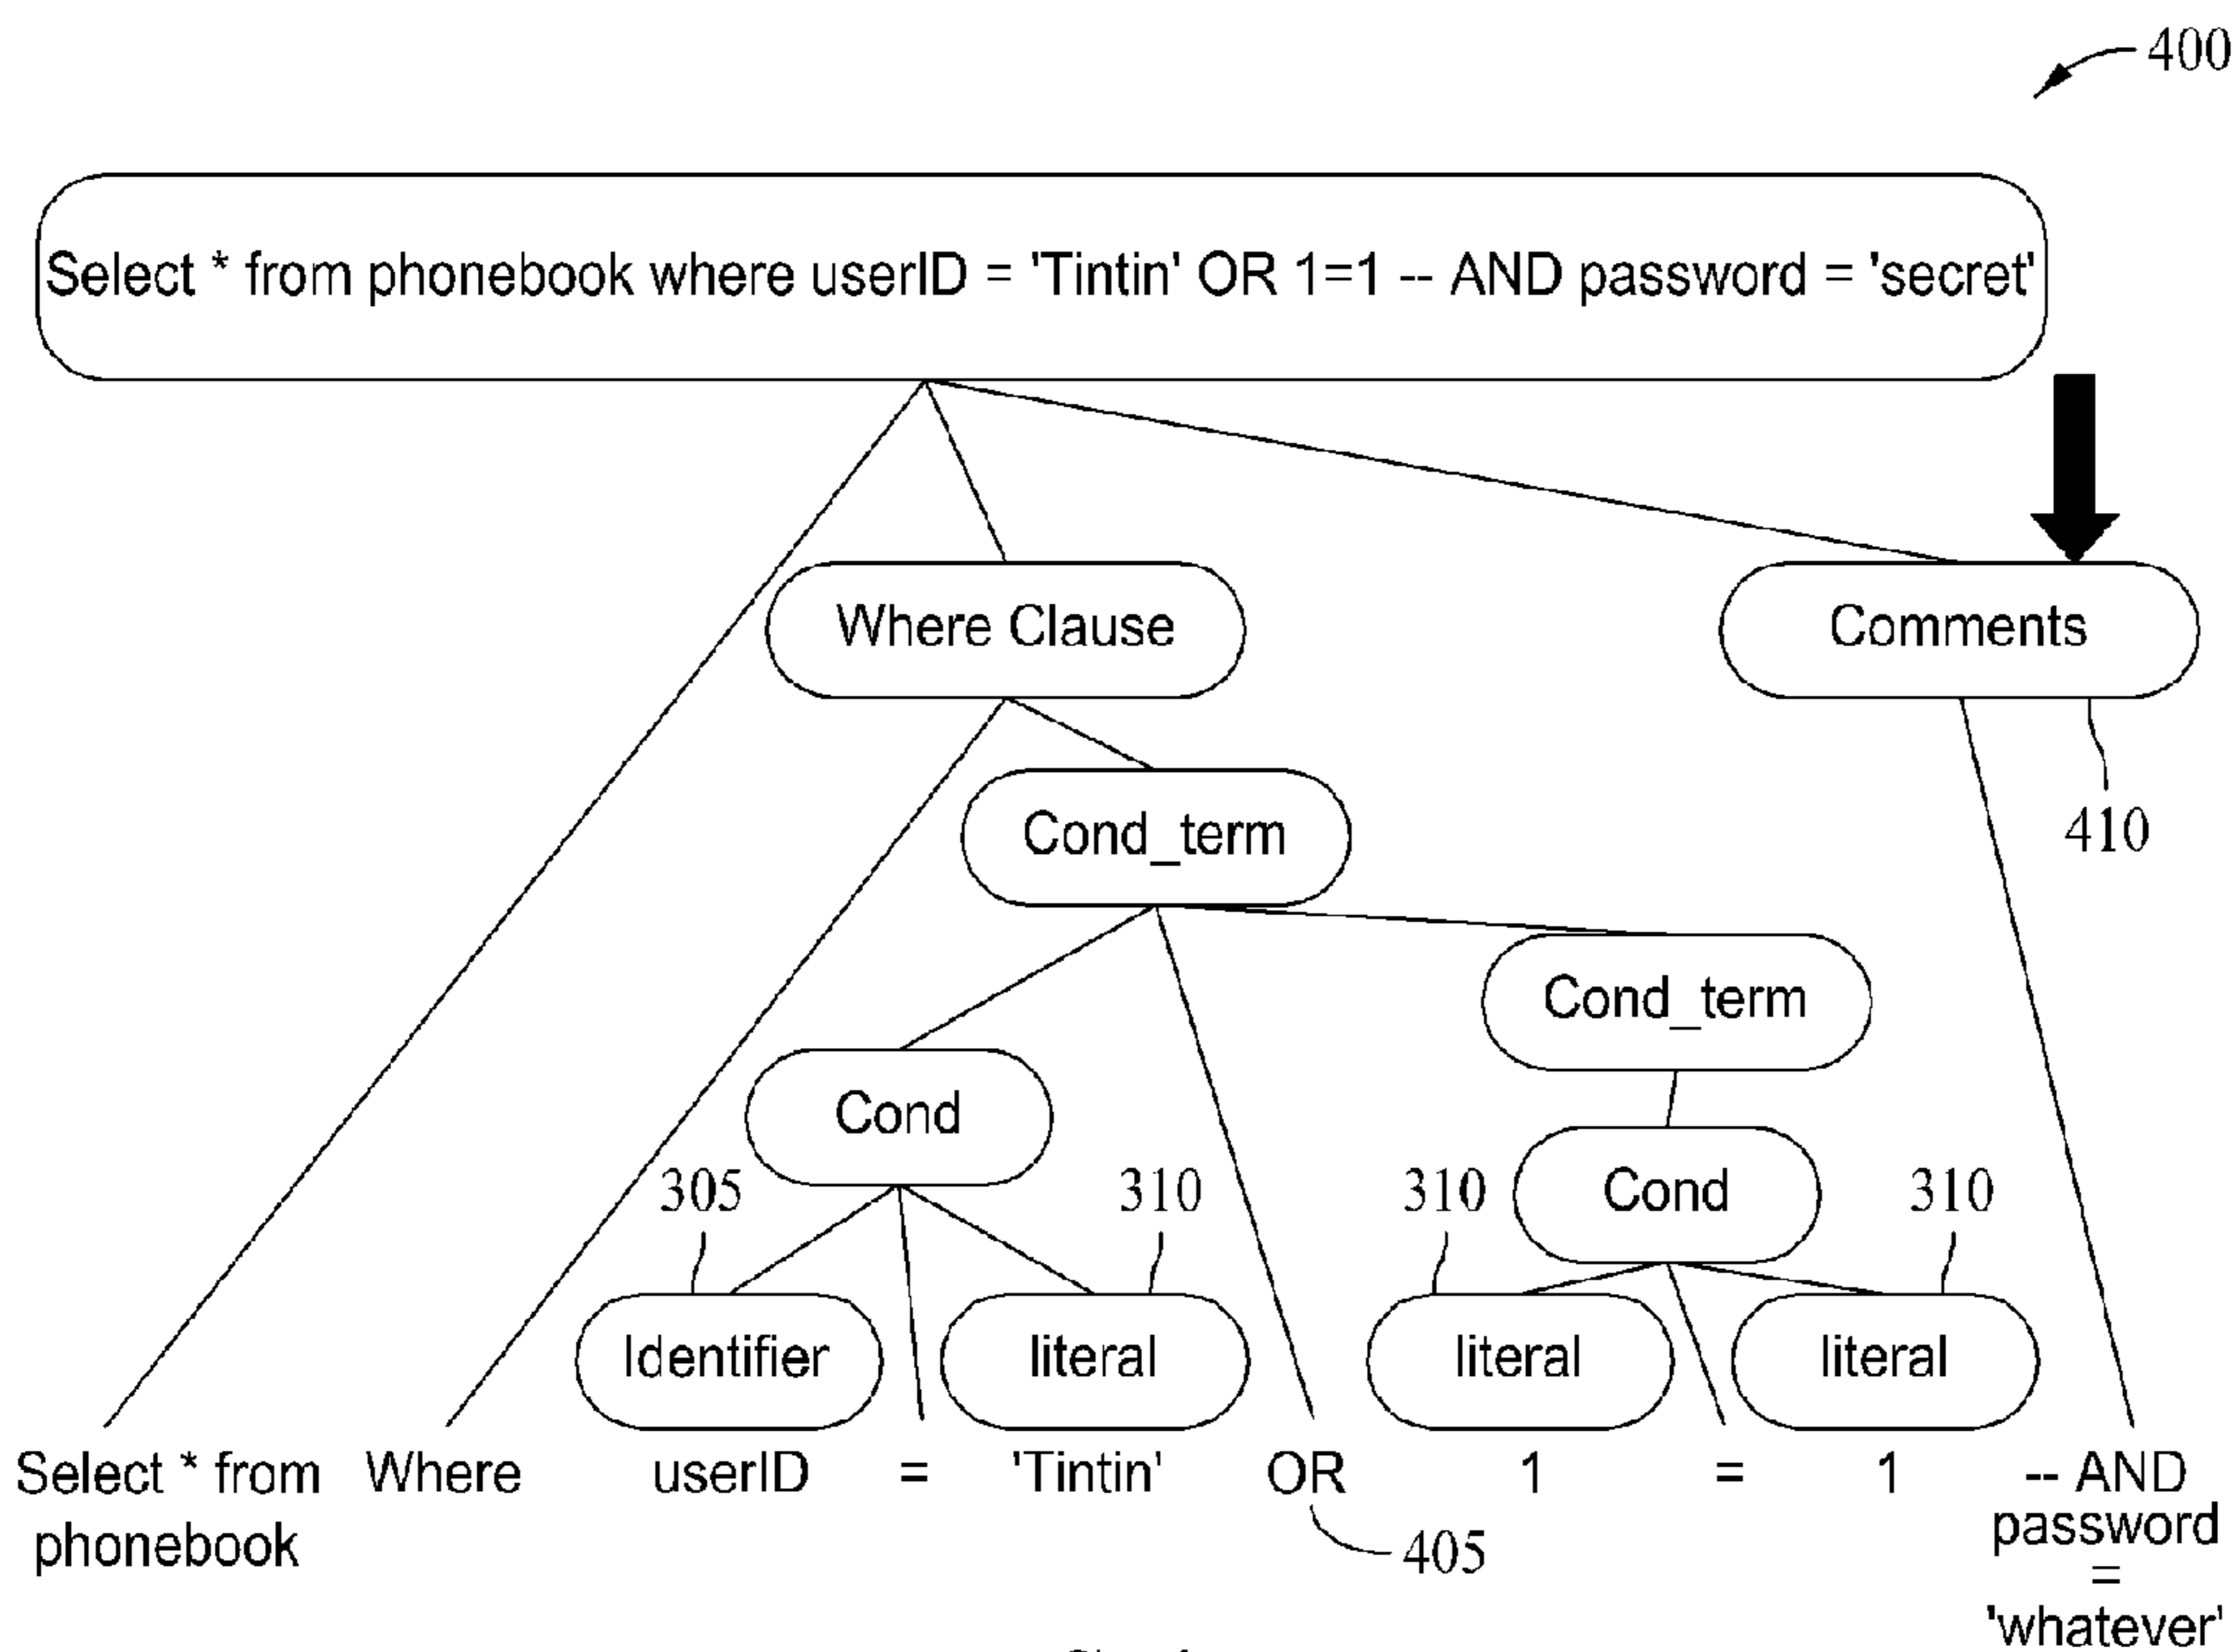 400
Select * from phonebook where userID = 'Tintin' OR 1=1 -- AND password = 'secret'
Where Clause
Comments
410
Cond_term
Cond_term
Cond
Cond
305
310
310
310
Identifier
literal
literal
literal
Select * from
phonebook
Where
userID
=
'Tintin'
OR
405
1
=
1
-- AND
password
=
'whatever'